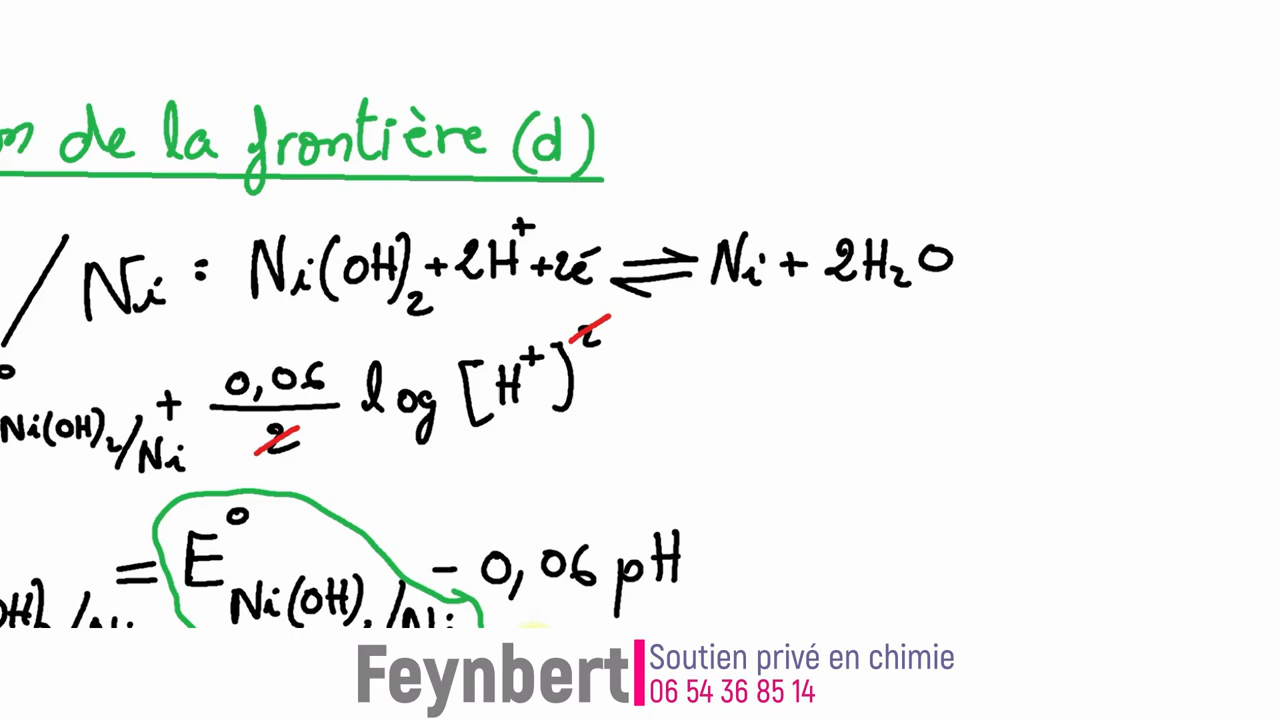 de la frontière (d)
/ Ni : Ni(OH)₂ + 2H⁺ + 2é ⇌ Ni + 2H₂O
° Ni(OH)₂/Ni + 0,06/2 log [H⁺]²
= E° Ni(OH)₂/Ni - 0,06 pH
Feynbert
Soutien privé en chimie
06 54 36 85 14